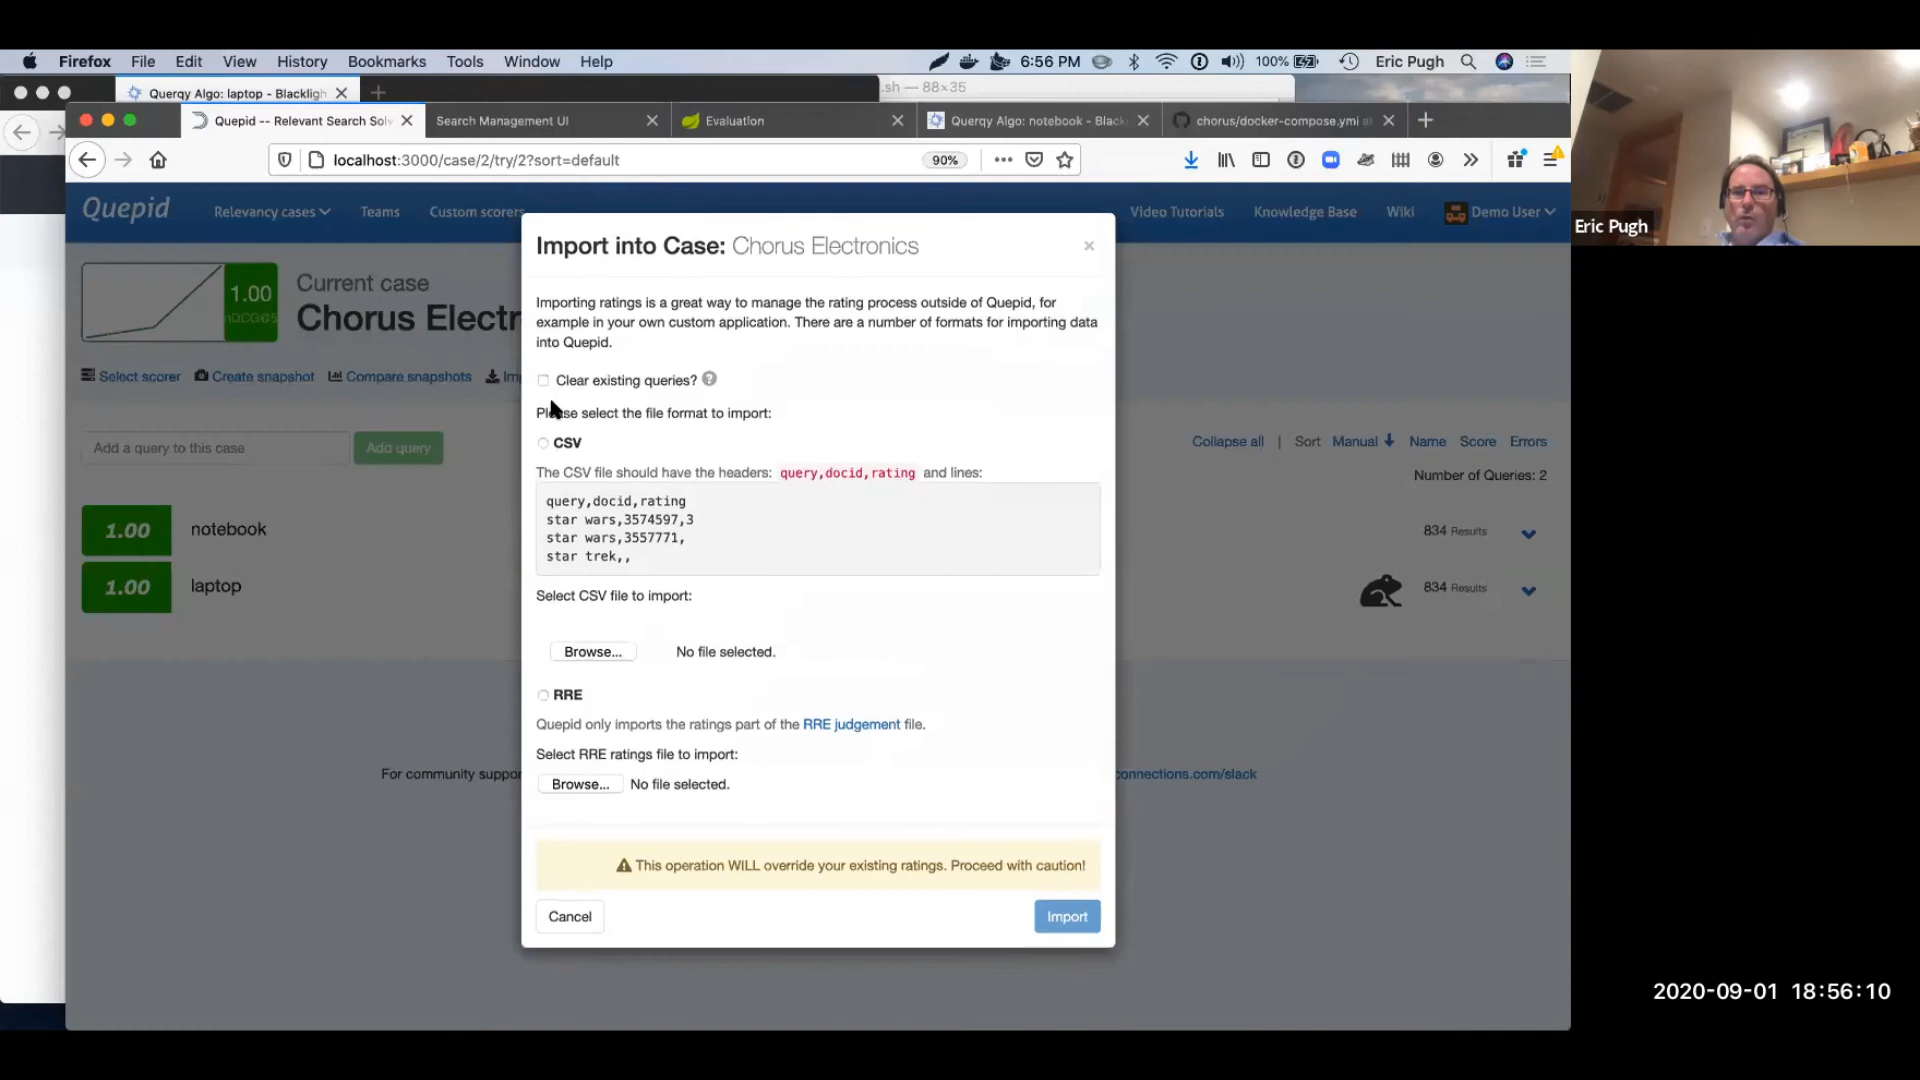 Firefox File Edit View History Bookmarks Tools Window Help 6:56 PM 100% Eric Pugh
Querqy Algo: laptop - Blackligh
.sh — 88×35
Quepid -- Relevant Search Solv
Search Management UI
Evaluation
Querqy Algo: notebook - Black
chorus/docker-compose.yml at
localhost:3000/case/2/try/2?sort=default
90%
Quepid Relevancy cases Teams Custom scorers Video Tutorials Knowledge Base Wiki Demo User
Eric Pugh
Import into Case: Chorus Electronics
×
Current case
1.00
nDCG@5
Chorus Electr
Importing ratings is a great way to manage the rating process outside of Quepid, for
example in your own custom application. There are a number of formats for importing data
into Quepid.
Select scorer Create snapshot Compare snapshots Im
Clear existing queries?
Please select the file format to import:
CSV
Add a query to this case
Add query
Collapse all | Sort Manual Name Score Errors
Number of Queries: 2
The CSV file should have the headers: query,docid,rating and lines:
query,docid,rating
star wars,3574597,3
star wars,3557771,
star trek,,
1.00 notebook 834 Results
1.00 laptop 834 Results
Select CSV file to import:
Browse... No file selected.
RRE
Quepid only imports the ratings part of the RRE judgement file.
Select RRE ratings file to import:
Browse... No file selected.
For community suppor
connections.com/slack
This operation WILL override your existing ratings. Proceed with caution!
Cancel
Import
2020-09-01 18:56:10